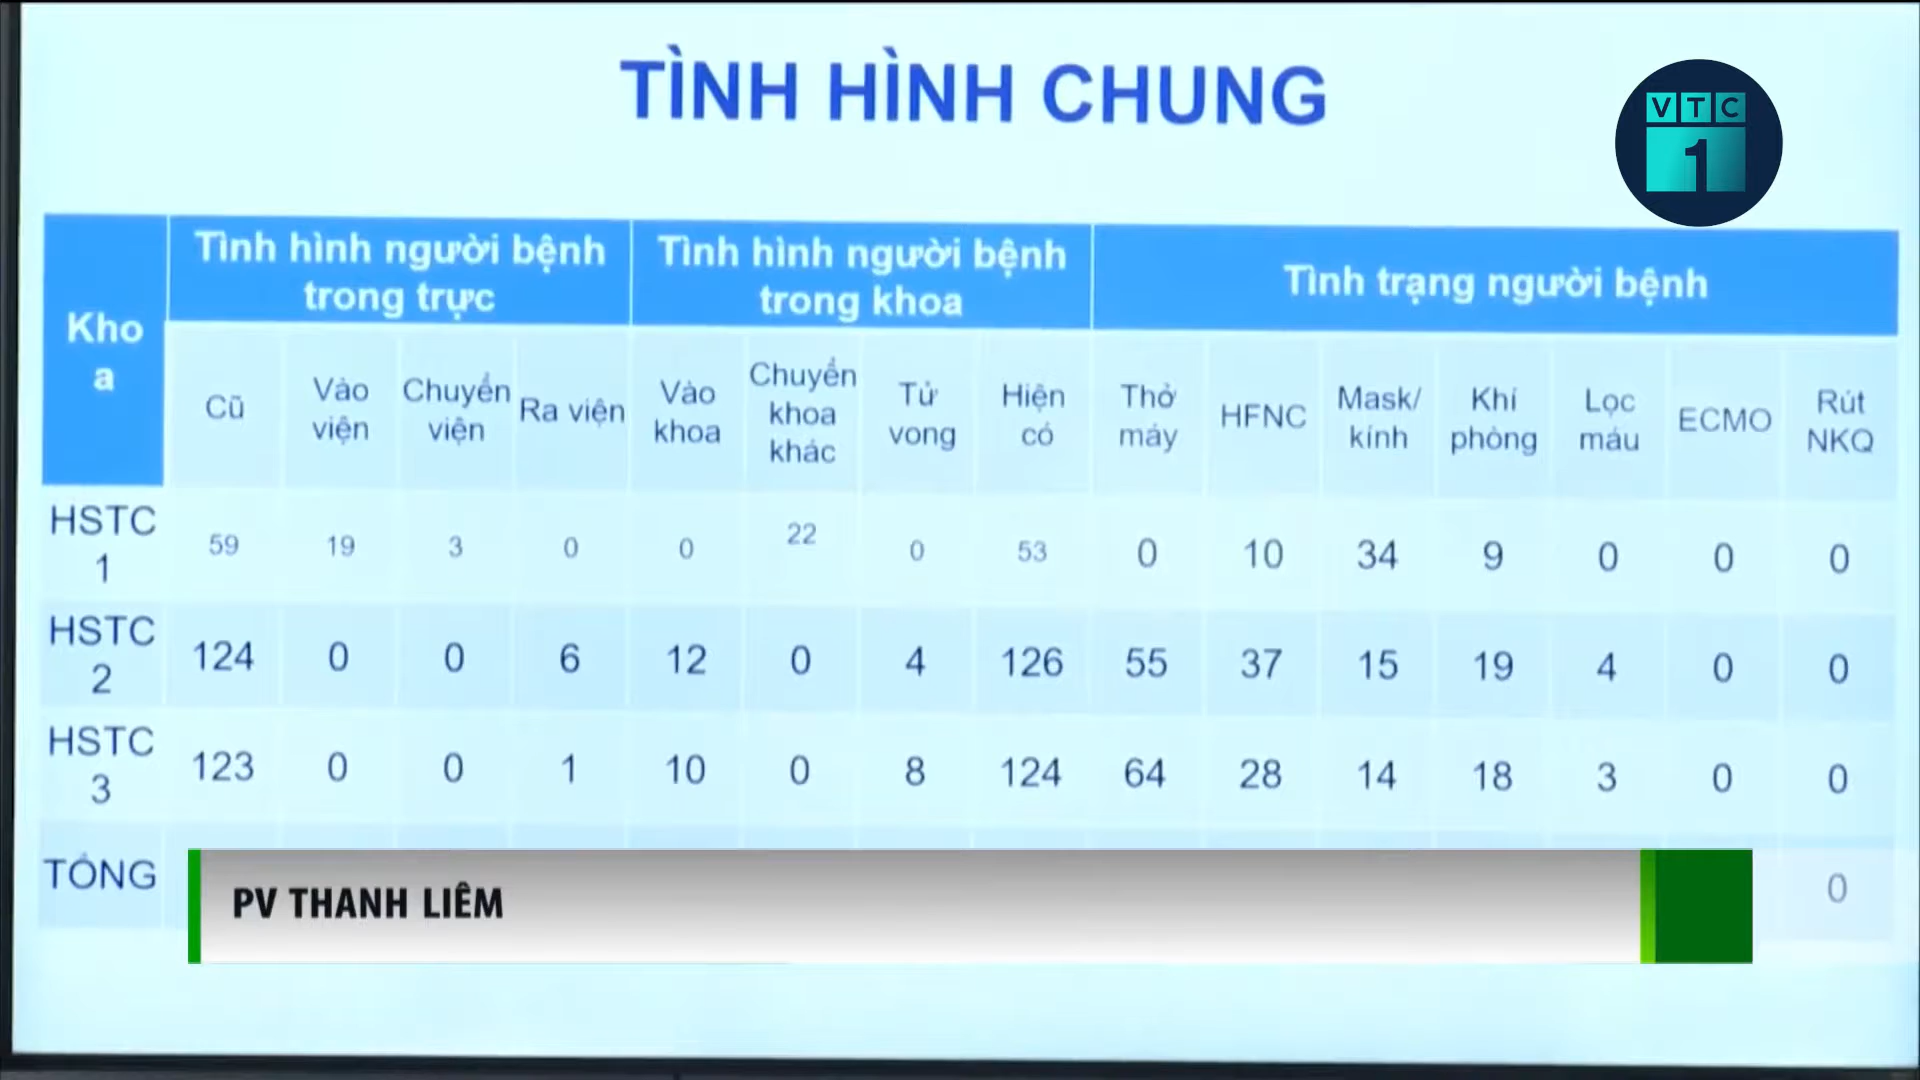 TÌNH HÌNH CHUNG
VTC
1
Khoa
Tình hình người bệnh trong trực
Tình hình người bệnh trong khoa
Tình trạng người bệnh
Cũ
Vào viện
Chuyển viện
Ra viện
Vào khoa
Chuyển khoa khác
Tử vong
Hiện có
Thở máy
HFNC
Mask/ kính
Khí phòng
Lọc máu
ECMO
Rút NKQ
HSTC 1 59 19 3 0 0 22 0 53 0 10 34 9 0 0 0
HSTC 2 124 0 0 6 12 0 4 126 55 37 15 19 4 0 0
HSTC 3 123 0 0 1 10 0 8 124 64 28 14 18 3 0 0
TỔNG 0
PV THANH LIÊM